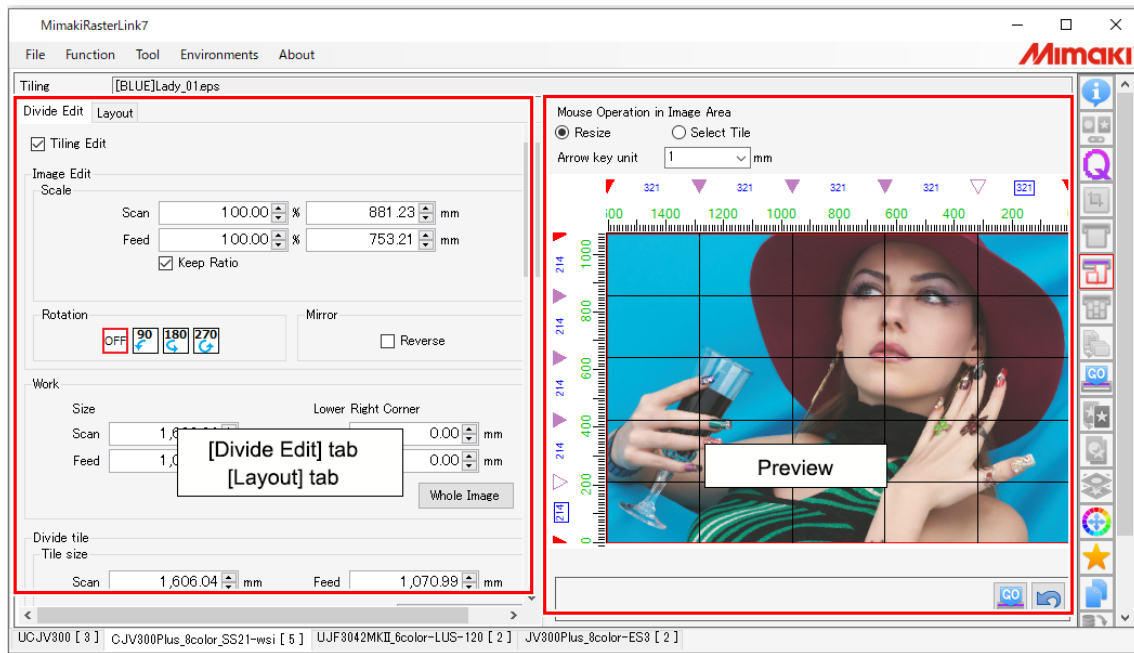 MimakiRasterLink7
File Function Tool Environments About
Mimaki
Tiling [BLUE]Lady_01.eps
Divide Edit Layout
Tiling Edit
Image Edit
Scale
Scan 100.00 % 881.23 mm
Feed 100.00 % 753.21 mm
Keep Ratio
Rotation Mirror
OFF 90 180 270 Reverse
Work
Size Lower Right Corner
Scan 0.00 mm
Feed 0.00 mm
[Divide Edit] tab
[Layout] tab
Whole Image
Divide tile
Tile size
Scan 1,606.04 mm Feed 1,070.99 mm
Mouse Operation in Image Area
Resize Select Tile
Arrow key unit 1 mm
321 321 321 321 321
1400 1200 1000 800 600 400 200
1000
214
800
214
600
214
400
214
200
214
0
Preview
GO
Q
GO
UCJV300 [ 3 ] CJV300Plus_8color_SS21-wsi [ 5 ] UJF3042MKII_6color-LUS-120 [ 2 ] JV300Plus_8color-ES3 [ 2 ]